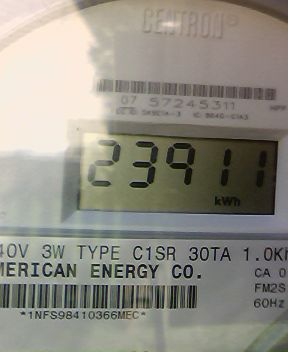 CENTRON®
07 57245311
23911
kWh
40V 3W TYPE C1SR 30TA 1.0Kh
MERICAN ENERGY CO.
CA 0
FM2S
60Hz
*1NFS98410366MEC*